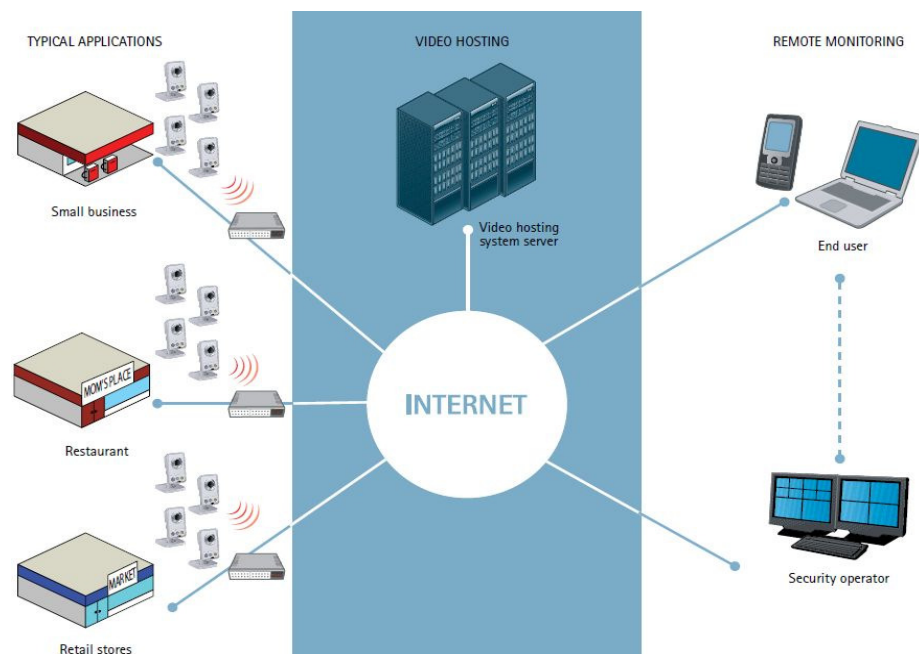 TYPICAL APPLICATIONS
VIDEO HOSTING
REMOTE MONITORING
Small business
Video hosting
system server
End user
MOM'S PLACE
INTERNET
Restaurant
MARKET
Security operator
Retail stores